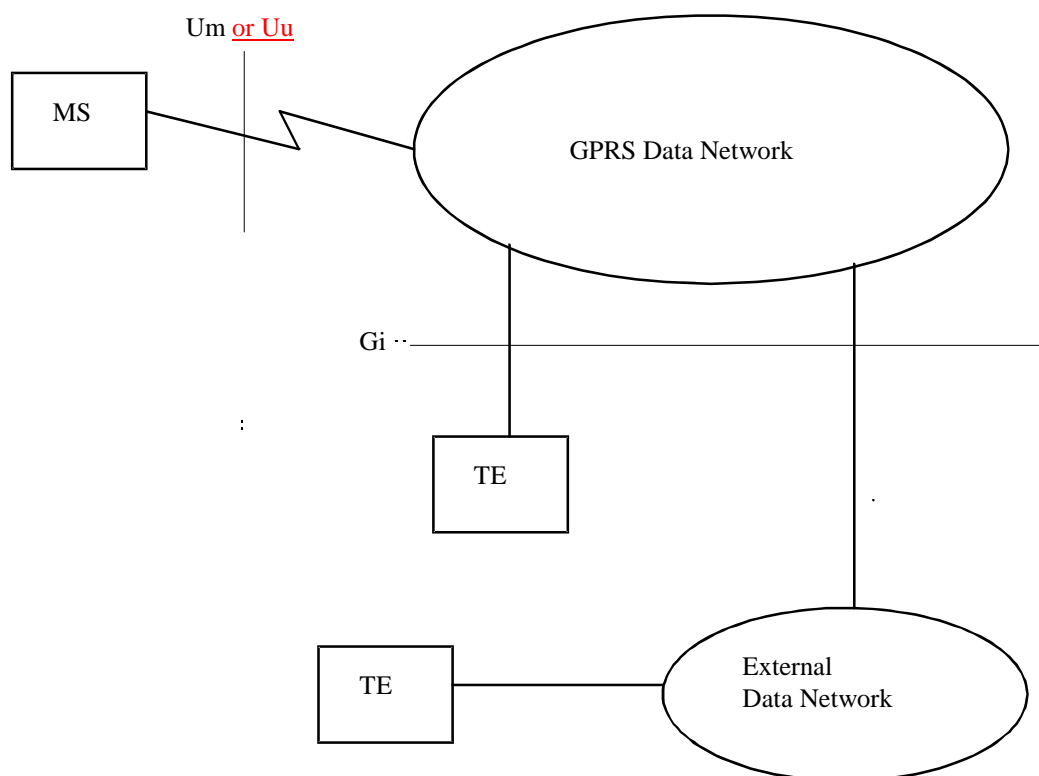 Um or Uu
MS
GPRS Data Network
Gi
TE
TE
External
Data Network